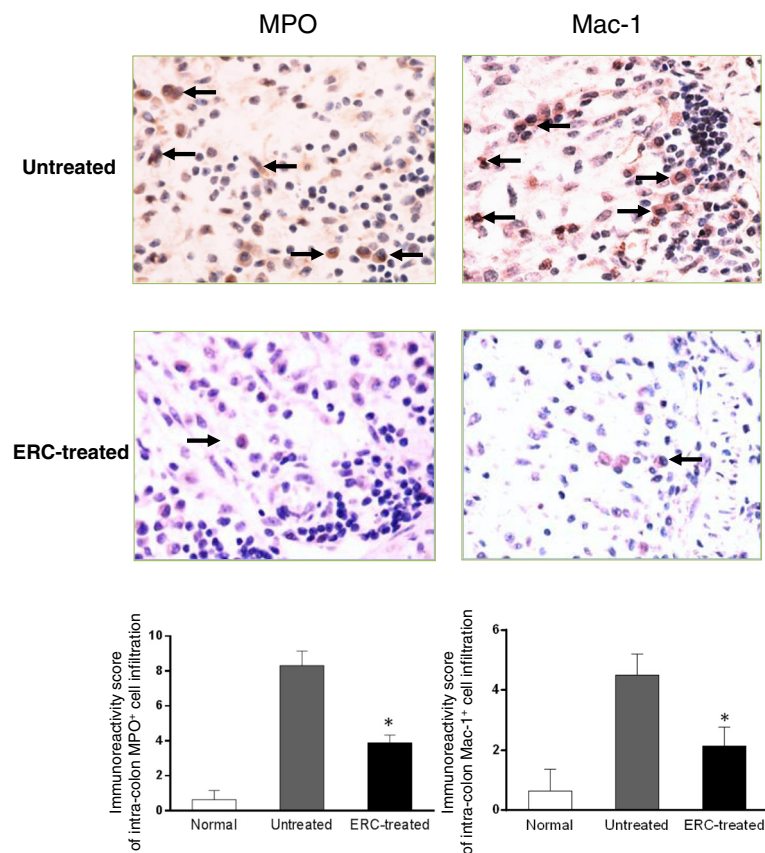 MPO
Mac-1
Untreated
ERC-treated
Immunoreactivity score
of intra-colon MPO⁺ cell infiltration
10
8
6
4
2
0
*
Normal
Untreated
ERC-treated
Immunoreactivity score
of intra-colon Mac-1⁺ cell infiltration
6
4
2
0
*
Normal
Untreated
ERC-treated